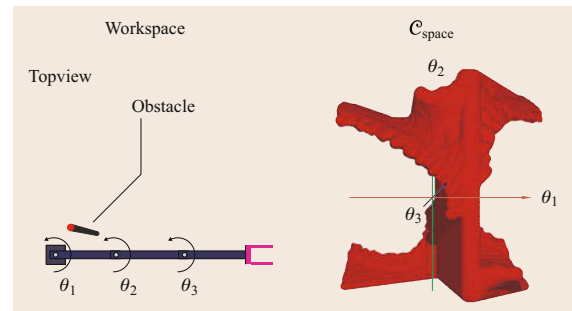 Workspace
Topview
Obstacle
θ1 θ2 θ3
𝒞space
θ2
θ1
θ3